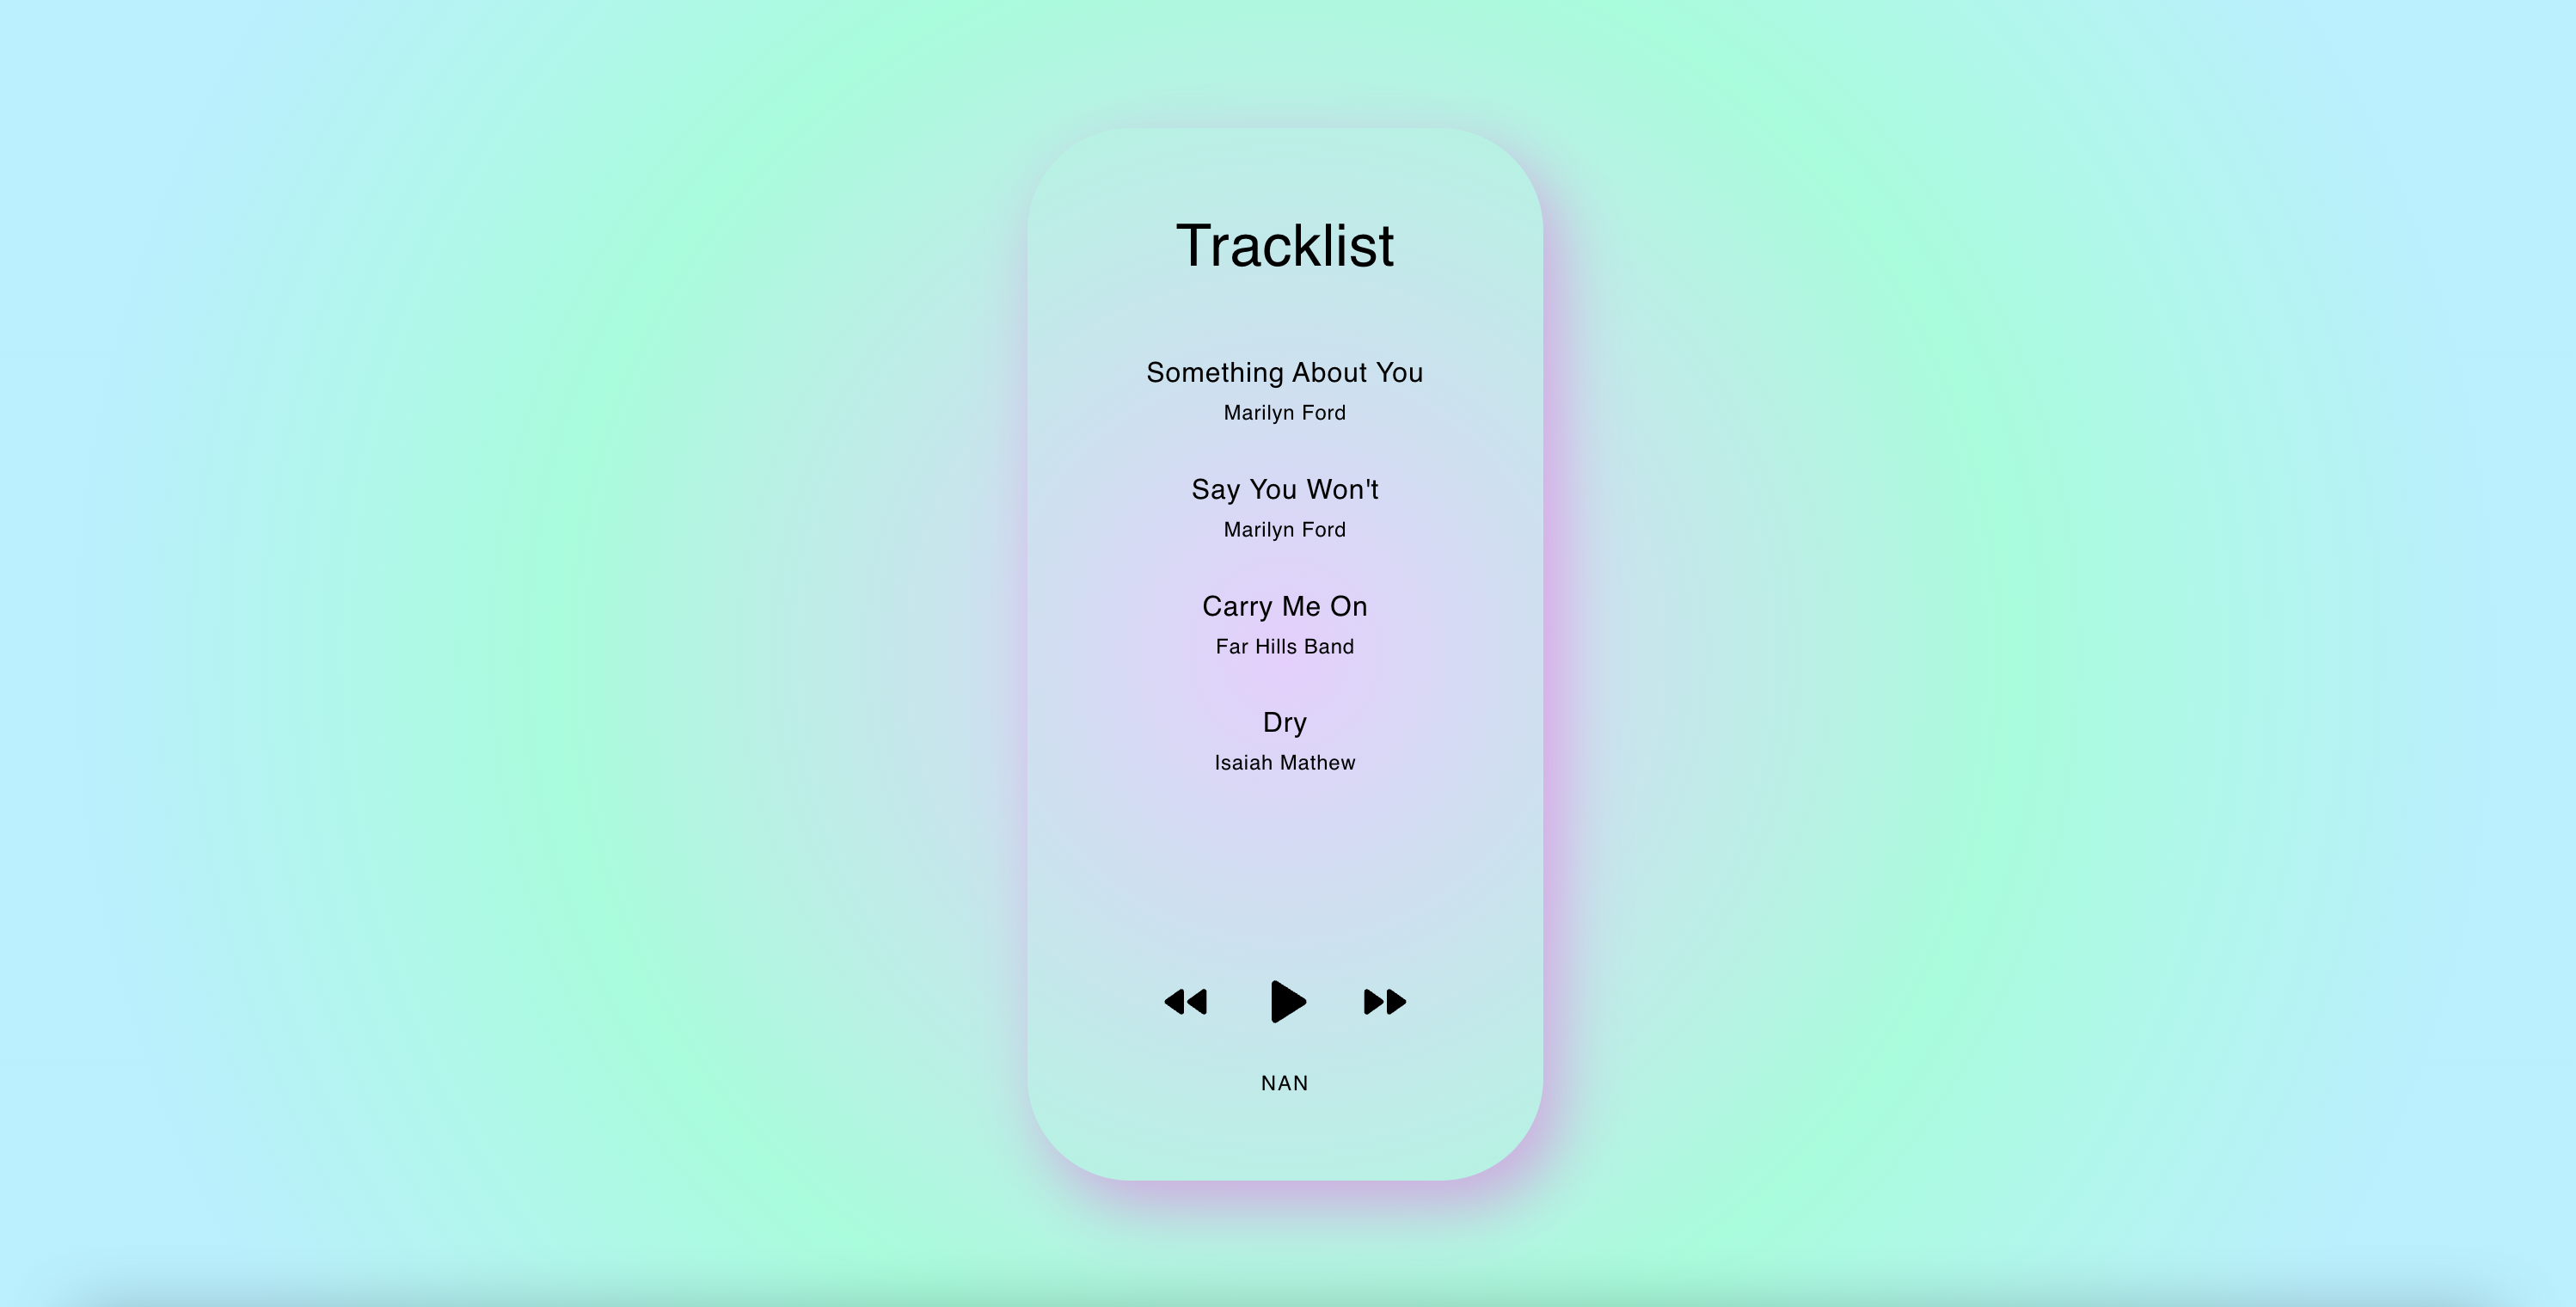 Tracklist
Something About You
Marilyn Ford
Say You Won't
Marilyn Ford
Carry Me On
Far Hills Band
Dry
Isaiah Mathew
NAN